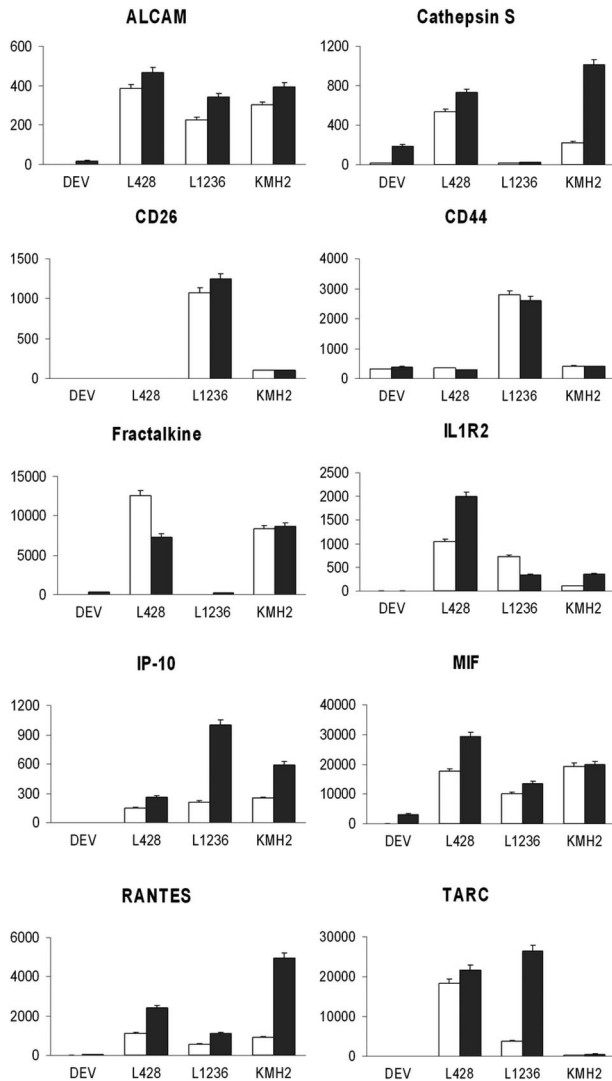 ALCAM
600
400
200
0
DEV L428 L1236 KMH2
Cathepsin S
1200
800
400
0
DEV L428 L1236 KMH2
CD26
1500
1000
500
0
DEV L428 L1236 KMH2
CD44
4000
3000
2000
1000
0
DEV L428 L1236 KMH2
Fractalkine
15000
10000
5000
0
DEV L428 L1236 KMH2
IL1R2
2500
2000
1500
1000
500
0
DEV L428 L1236 KMH2
IP-10
1200
900
600
300
0
DEV L428 L1236 KMH2
MIF
40000
30000
20000
10000
0
DEV L428 L1236 KMH2
RANTES
6000
4000
2000
0
DEV L428 L1236 KMH2
TARC
30000
20000
10000
0
DEV L428 L1236 KMH2